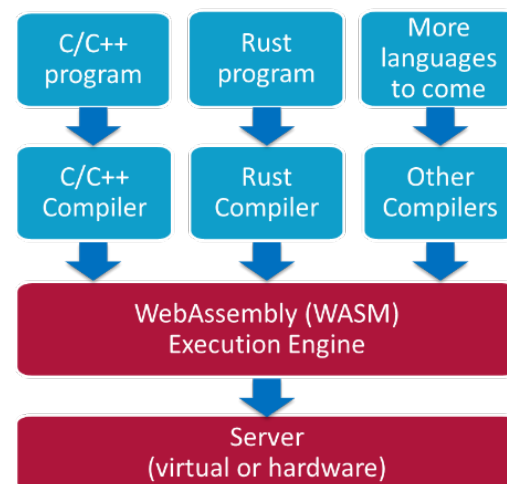 C/C++
program
Rust
program
More
languages
to come
C/C++
Compiler
Rust
Compiler
Other
Compilers
WebAssembly (WASM)
Execution Engine
Server
(virtual or hardware)